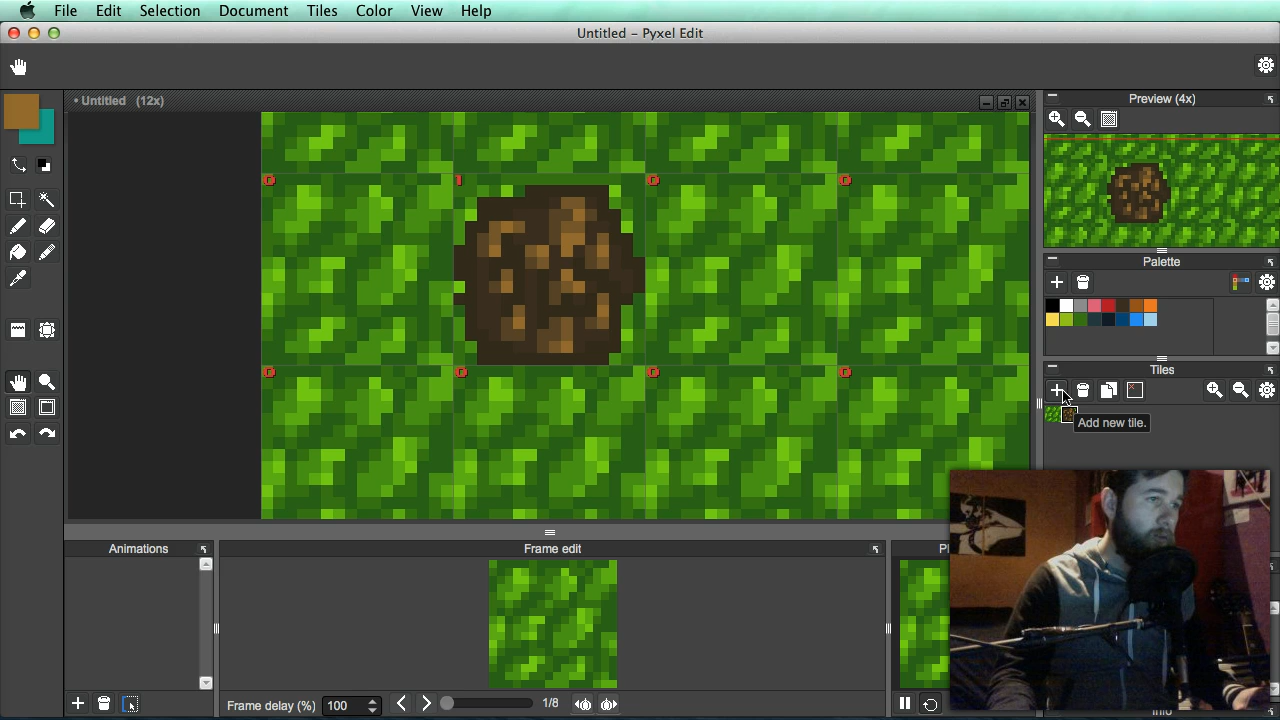 File Edit Selection Document Tiles Color View Help
Untitled – Pyxel Edit
• Untitled (12x)
Preview (4x)
Palette
Tiles
Add new tile.
0 1 0 0
0 0 0 0
Animations
Frame edit
Frame delay (%) 100
1/8
Info